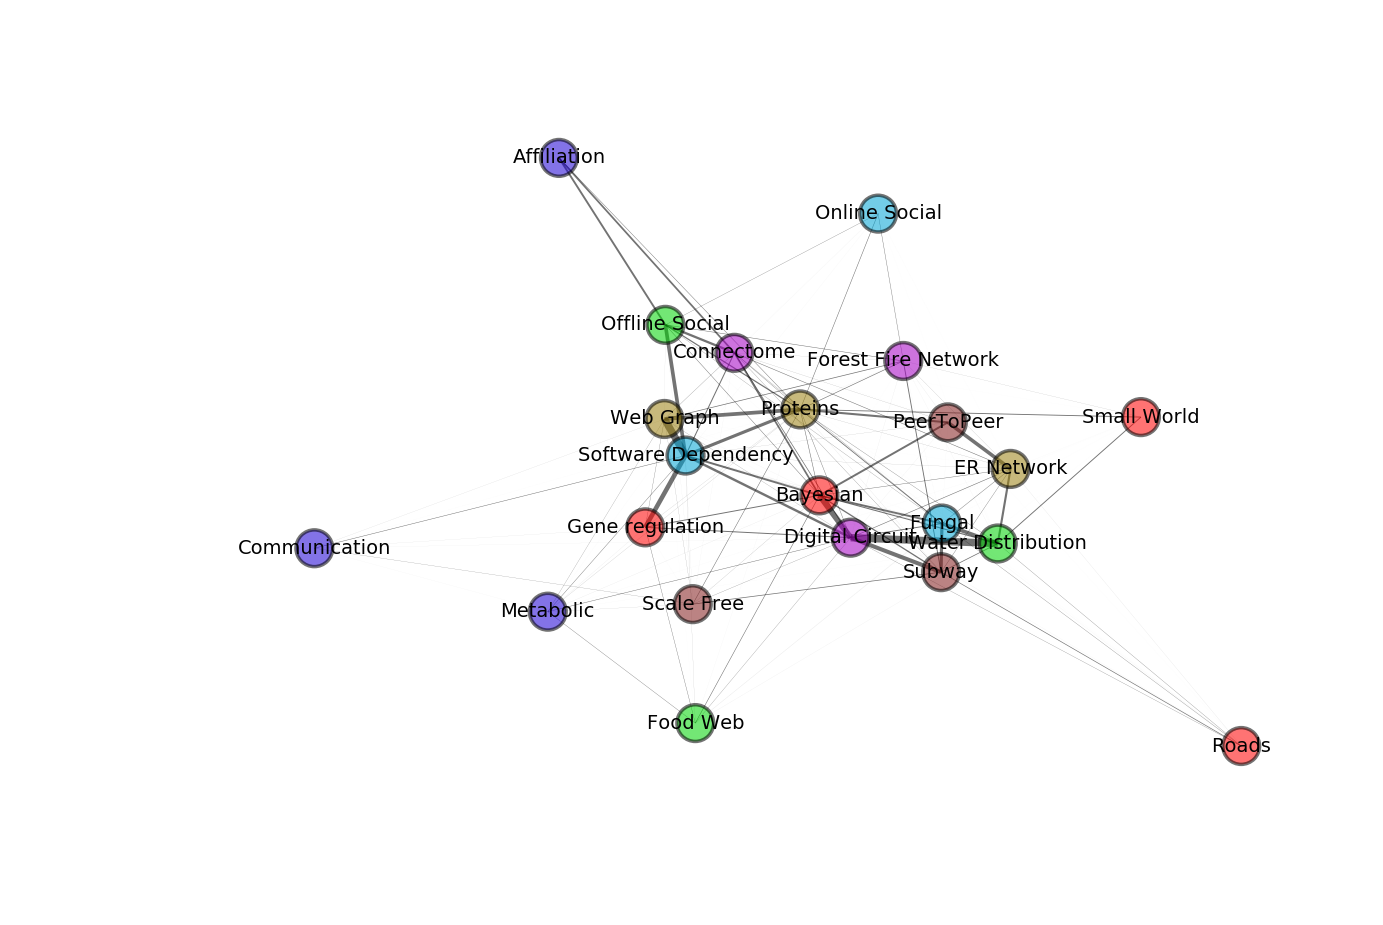 Affiliation
Online Social
Offline Social
Connectome
Forest Fire Network
Proteins
Web Graph
PeerToPeer
Small World
Software Dependency
ER Network
Bayesian
Gene regulation
Fungal
Digital Circuit
Water Distribution
Communication
Subway
Metabolic
Scale Free
Food Web
Roads